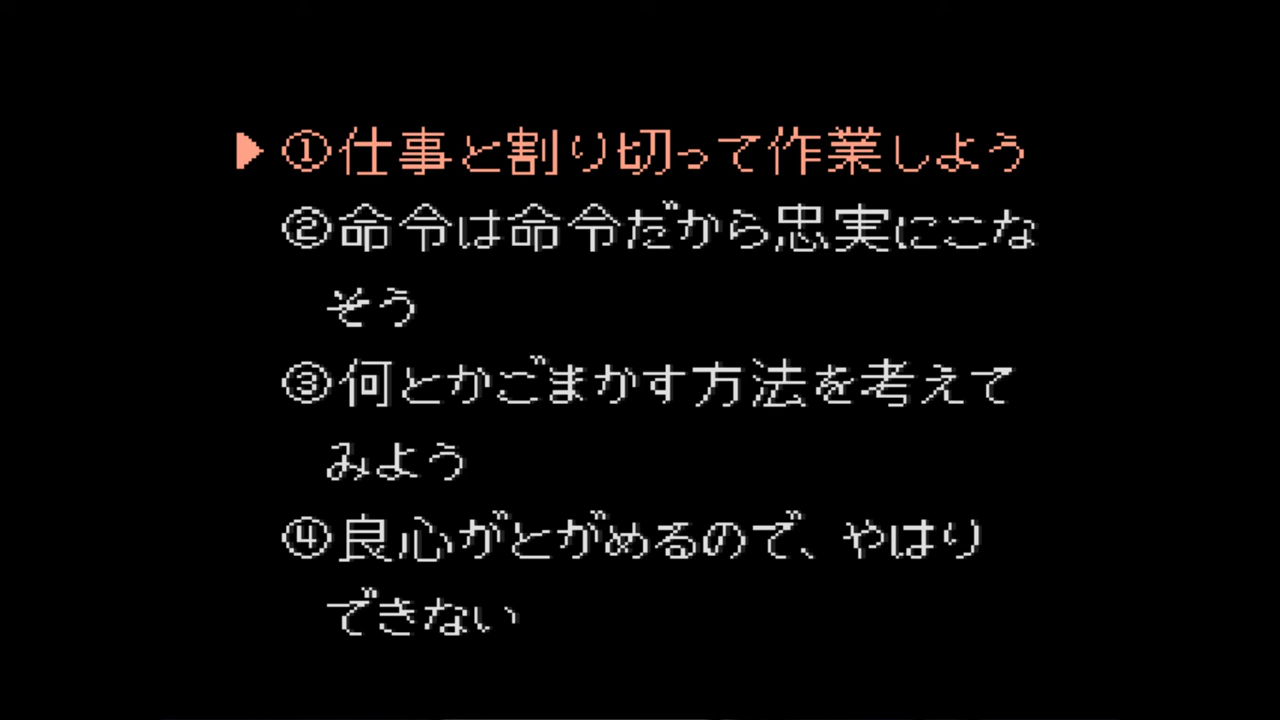 ▶①仕事と割り切って作業しよう
②命令は命令だから忠実にこな
そう
③何とかごまかす方法を考えて
みよう
④良心がとがめるので、やはり
できない